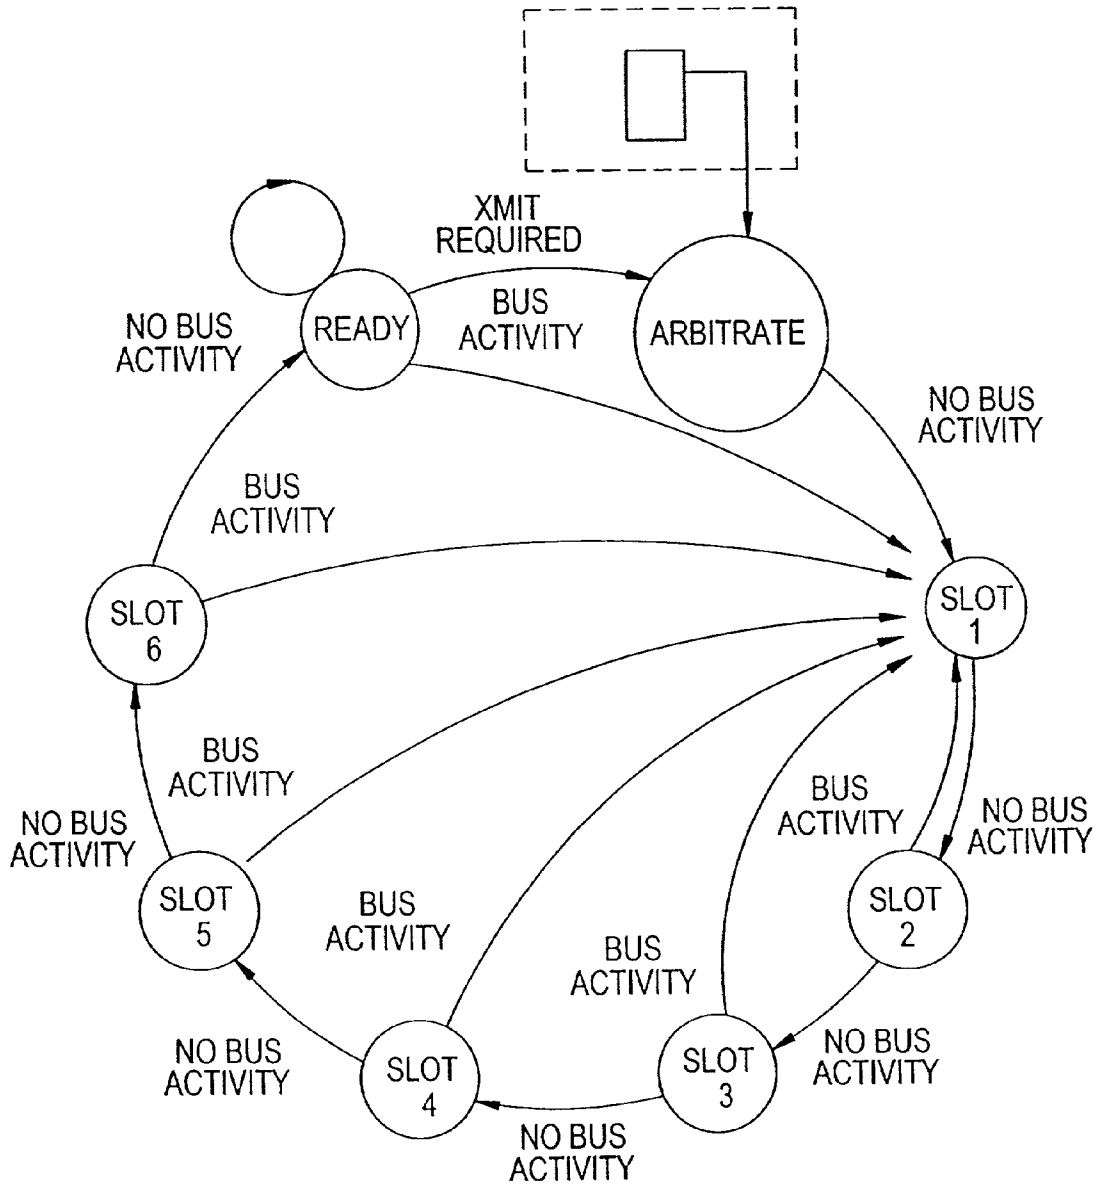 XMIT
REQUIRED
READY
BUS
ACTIVITY
ARBITRATE
NO BUS
ACTIVITY
NO BUS
ACTIVITY
BUS
ACTIVITY
SLOT
6
SLOT
1
BUS
ACTIVITY
BUS
ACTIVITY
NO BUS
ACTIVITY
NO BUS
ACTIVITY
SLOT
5
BUS
ACTIVITY
SLOT
2
BUS
ACTIVITY
NO BUS
ACTIVITY
SLOT
4
SLOT
3
NO BUS
ACTIVITY
NO BUS
ACTIVITY